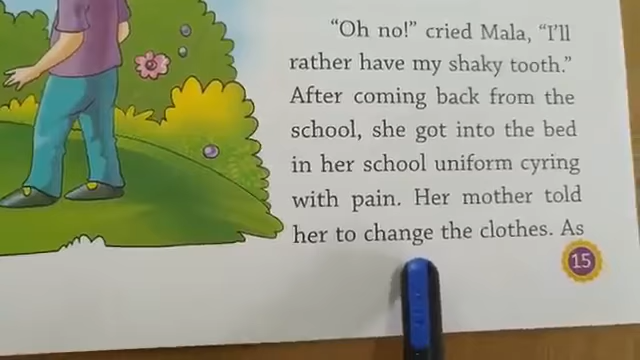 “Oh no!” cried Mala, “I’ll
rather have my shaky tooth.”
After coming back from the
school, she got into the bed
in her school uniform cyring
with pain. Her mother told
her to change the clothes. As
15